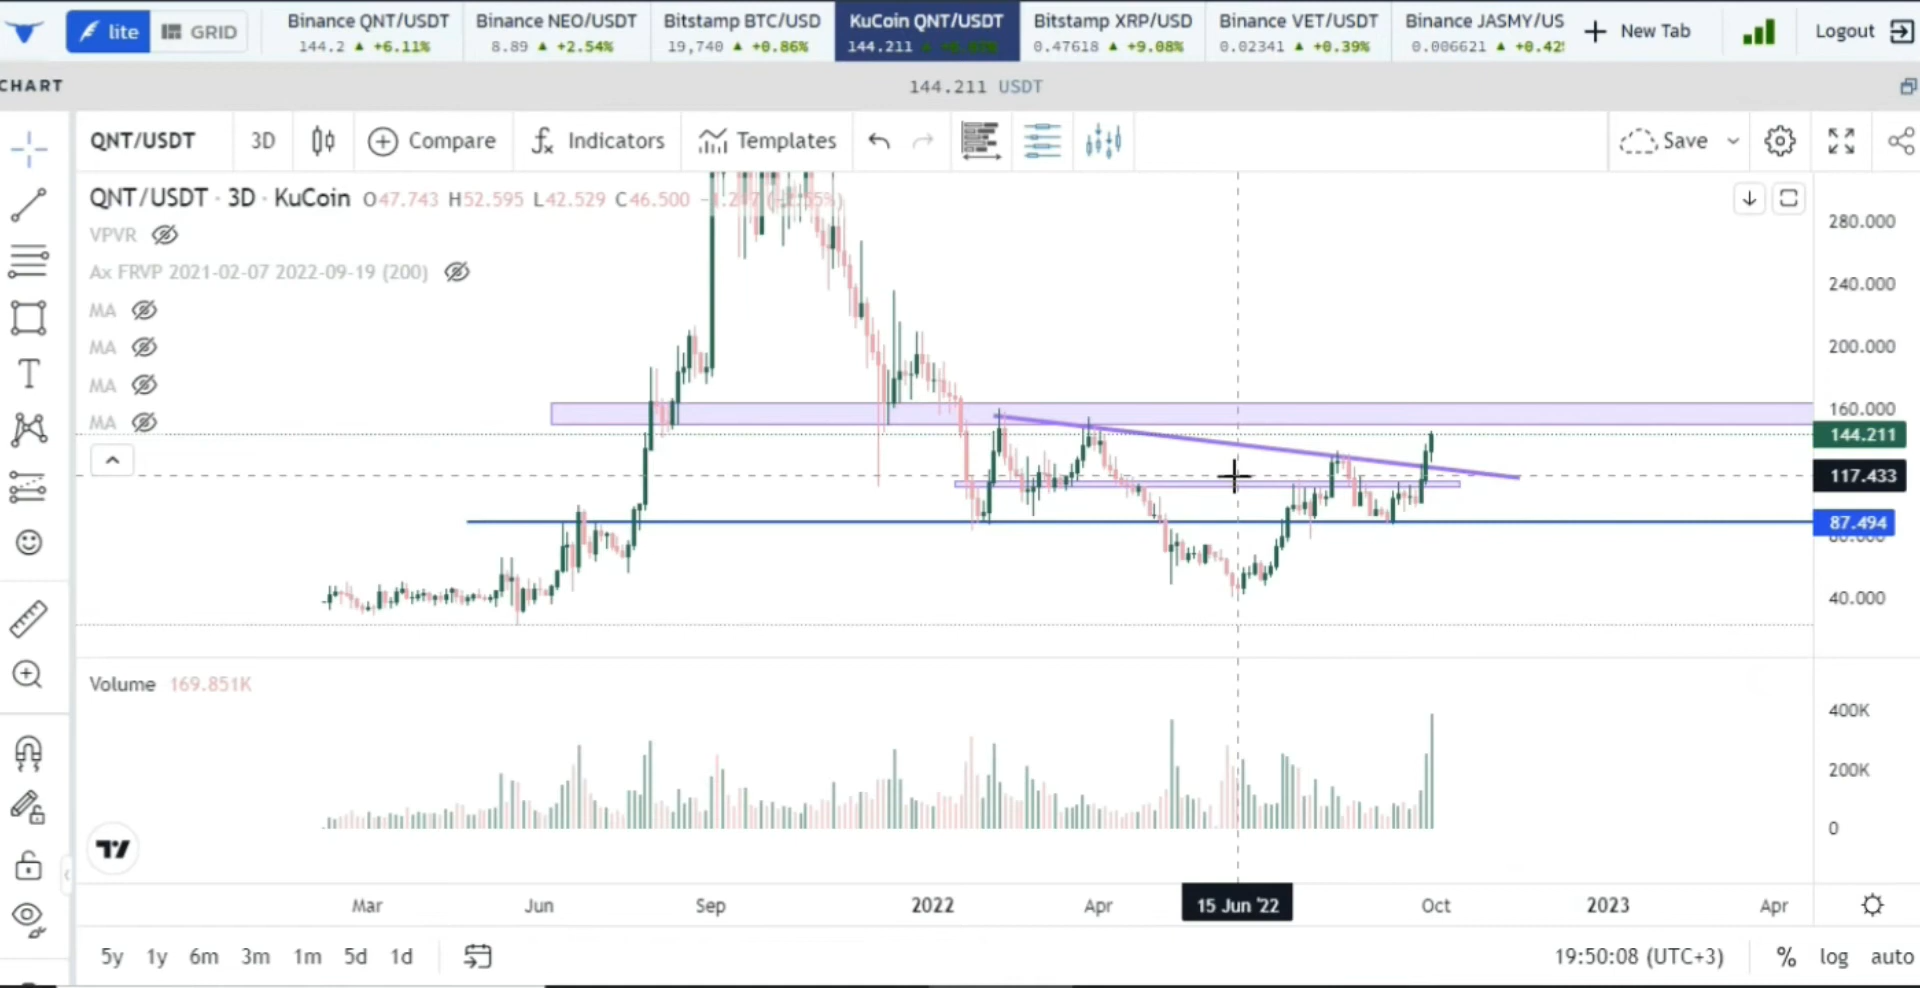 lite
GRID
Binance QNT/USDT
144.2 ▲ +6.11%
Binance NEO/USDT
8.89 ▲ +2.54%
Bitstamp BTC/USD
19,740 ▲ +0.86%
KuCoin QNT/USDT
144.211 ▲
Bitstamp XRP/USD
0.47618 ▲ +9.08%
Binance VET/USDT
0.02341 ▲ +0.39%
Binance JASMY/US
0.006621 ▲ +0.42
New Tab
Logout
CHART
144.211 USDT
QNT/USDT
3D
Compare
Indicators
Templates
Save
QNT/USDT · 3D · KuCoin O47.743 H52.595 L42.529 C46.500
VPVR
Ax FRVP 2021-02-07 2022-09-19 (200)
MA
MA
MA
MA
280.000
240.000
200.000
160.000
144.211
117.433
87.494
40.000
Volume 169.851K
400K
200K
0
Mar
Jun
Sep
2022
Apr
15 Jun '22
Oct
2023
Apr
5y 1y 6m 3m 1m 5d 1d
19:50:08 (UTC+3)
% log auto